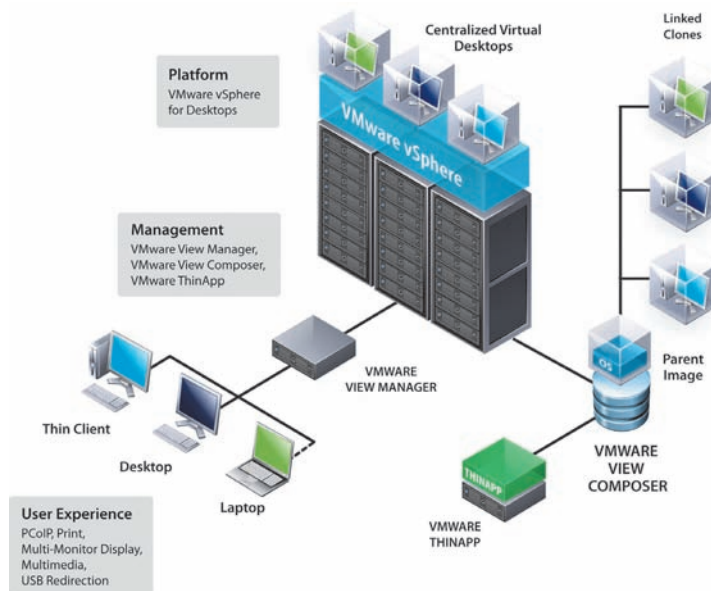 Centralized Virtual
Desktops
Linked
Clones
Platform
VMware vSphere
for Desktops
VMware vSphere
Management
VMware View Manager,
VMware View Composer,
VMware ThinApp
VMWARE
VIEW MANAGER
OS
Parent
Image
Thin Client
Desktop
Laptop
THINAPP
VMWARE
THINAPP
VMWARE
VIEW
COMPOSER
User Experience
PCoIP, Print,
Multi-Monitor Display,
Multimedia,
USB Redirection